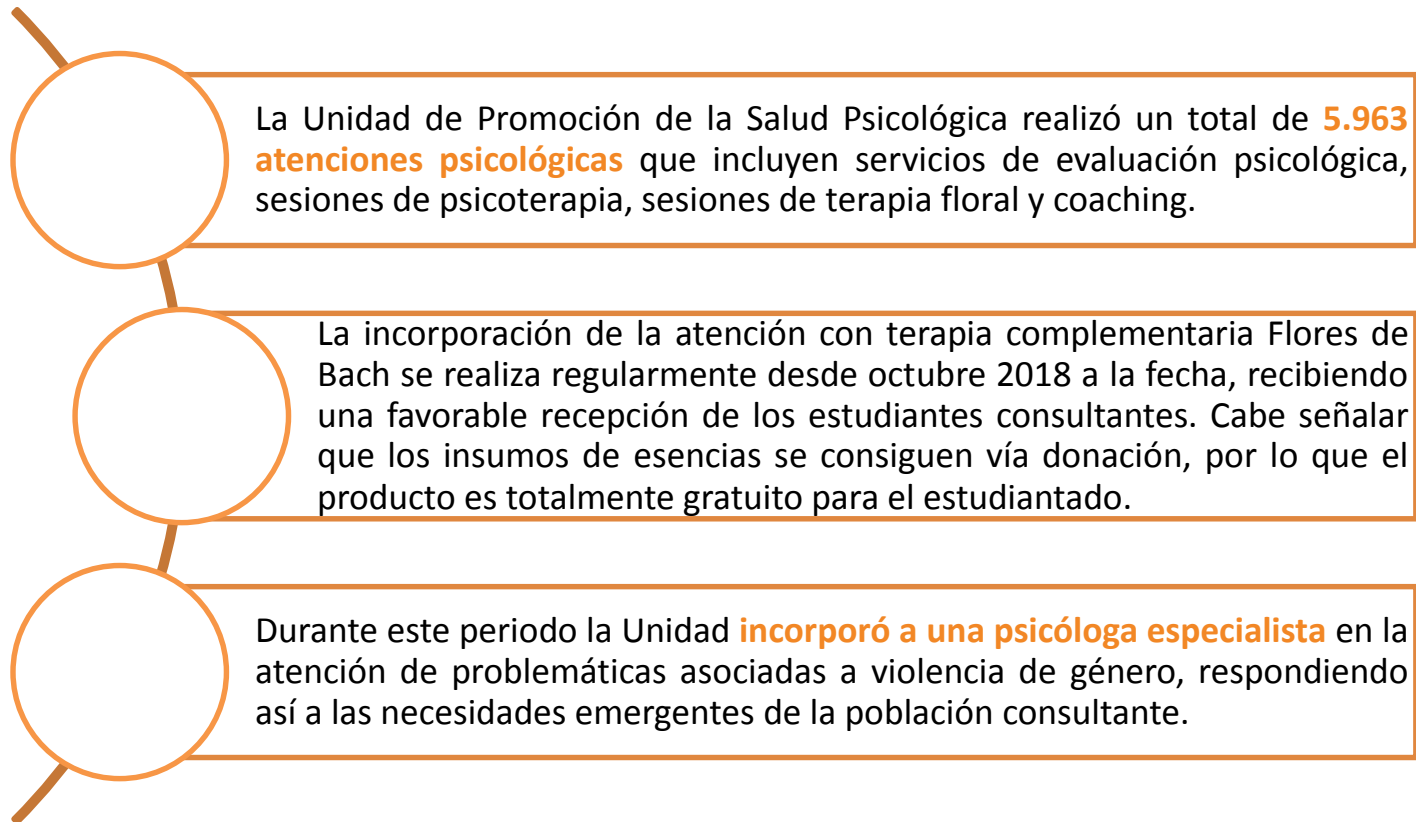 La Unidad de Promoción de la Salud Psicológica realizó un total de 5.963
atenciones psicológicas que incluyen servicios de evaluación psicológica,
sesiones de psicoterapia, sesiones de terapia floral y coaching.
La incorporación de la atención con terapia complementaria Flores de
Bach se realiza regularmente desde octubre 2018 a la fecha, recibiendo
una favorable recepción de los estudiantes consultantes. Cabe señalar
que los insumos de esencias se consiguen vía donación, por lo que el
producto es totalmente gratuito para el estudiantado.
Durante este periodo la Unidad incorporó a una psicóloga especialista en la
atención de problemáticas asociadas a violencia de género, respondiendo
así a las necesidades emergentes de la población consultante.